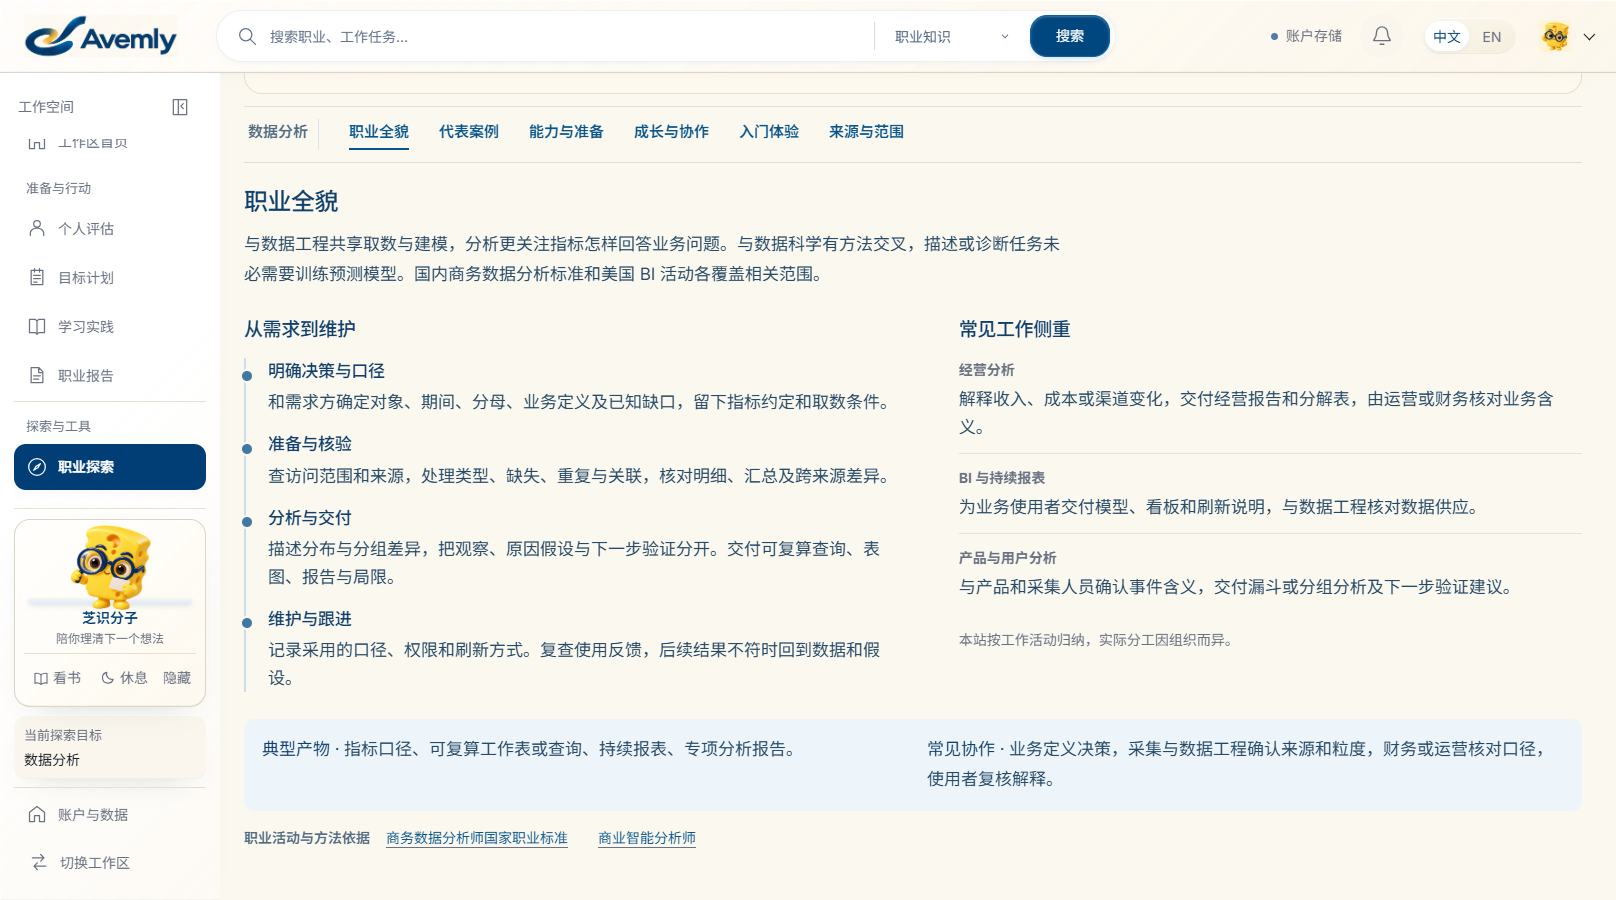 Avemly
搜索职业、工作任务...
职业知识
搜索
账户存储
中文
EN
工作空间
工作区首页
准备与行动
个人评估
目标计划
学习实践
职业报告
探索与工具
职业探索
芝识分子
陪你理清下一个想法
看书
休息
隐藏
当前探索目标
数据分析
账户与数据
切换工作区
数据分析
职业全貌
代表案例
能力与准备
成长与协作
入门体验
来源与范围
职业全貌
与数据工程共享取数与建模，分析更关注指标怎样回答业务问题。与数据科学有方法交叉，描述或诊断任务未
必需要训练预测模型。国内商务数据分析标准和美国 BI 活动各覆盖相关范围。
从需求到维护
明确决策与口径
和需求方确定对象、期间、分母、业务定义及已知缺口，留下指标约定和取数条件。
准备与核验
查访问范围和来源，处理类型、缺失、重复与关联，核对明细、汇总及跨来源差异。
分析与交付
描述分布与分组差异，把观察、原因假设与下一步验证分开。交付可复算查询、表
图、报告与局限。
维护与跟进
记录采用的口径、权限和刷新方式。复查使用反馈，后续结果不符时回到数据和假
设。
常见工作侧重
经营分析
解释收入、成本或渠道变化，交付经营报告和分解表，由运营或财务核对业务含
义。
BI 与持续报表
为业务使用者交付模型、看板和刷新说明，与数据工程核对数据供应。
产品与用户分析
与产品和采集人员确认事件含义，交付漏斗或分组分析及下一步验证建议。
本站按工作活动归纳，实际分工因组织而异。
典型产物 · 指标口径、可复算工作表或查询、持续报表、专项分析报告。
常见协作 · 业务定义决策，采集与数据工程确认来源和粒度，财务或运营核对口径，
使用者复核解释。
职业活动与方法依据
商务数据分析师国家职业标准
商业智能分析师